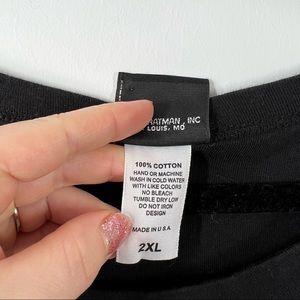 RATMAN, INC
LOUIS, MO
100% COTTON
HAND OR MACHINE
WASH IN COLD WATER
WITH LIKE COLORS
NO BLEACH
TUMBLE DRY LOW
DO NOT IRON
DESIGN
MADE IN U.S.A.
2XL